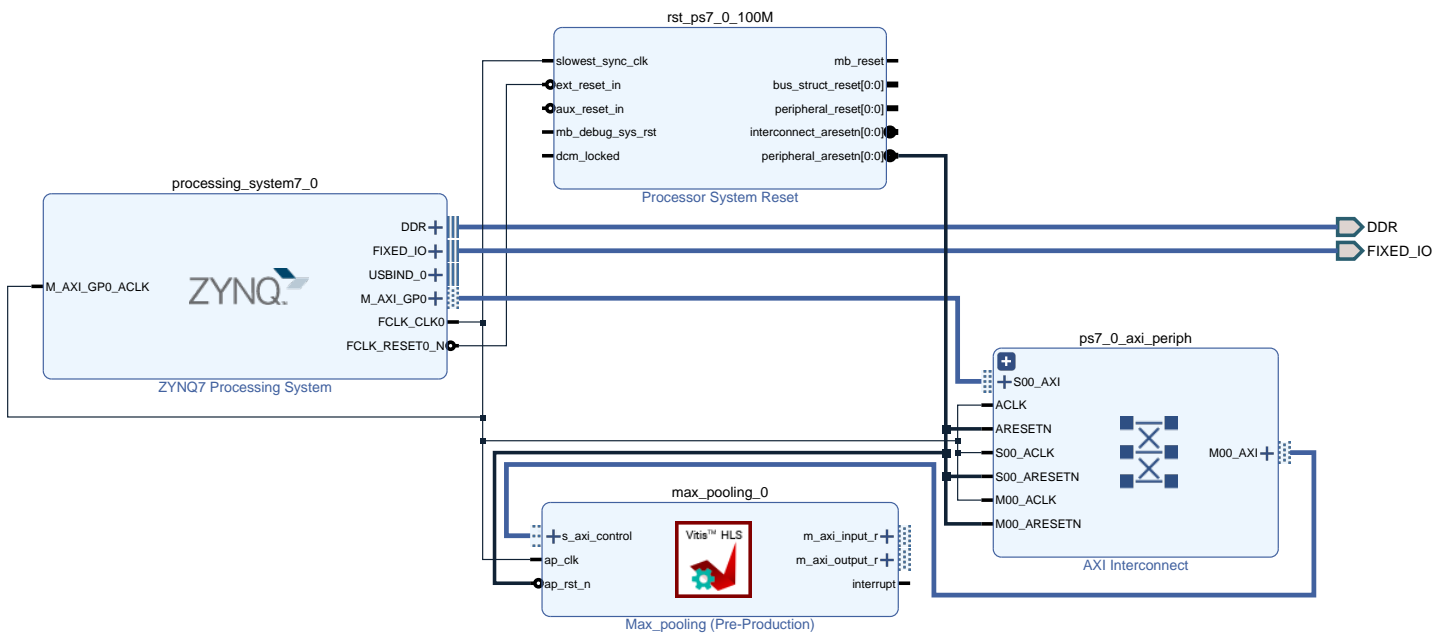 rst_ps7_0_100M
slowest_sync_clk
ext_reset_in
aux_reset_in
mb_debug_sys_rst
dcm_locked
mb_reset
bus_struct_reset[0:0]
peripheral_reset[0:0]
interconnect_aresetn[0:0]
peripheral_aresetn[0:0]
Processor System Reset
processing_system7_0
M_AXI_GP0_ACLK
ZYNQ
DDR
FIXED_IO
USBIND_0
M_AXI_GP0
FCLK_CLK0
FCLK_RESET0_N
ZYNQ7 Processing System
DDR
FIXED_IO
ps7_0_axi_periph
S00_AXI
ACLK
ARESETN
S00_ACLK
S00_ARESETN
M00_ACLK
M00_ARESETN
M00_AXI
AXI Interconnect
max_pooling_0
s_axi_control
ap_clk
ap_rst_n
Vitis™ HLS
m_axi_input_r
m_axi_output_r
interrupt
Max_pooling (Pre-Production)